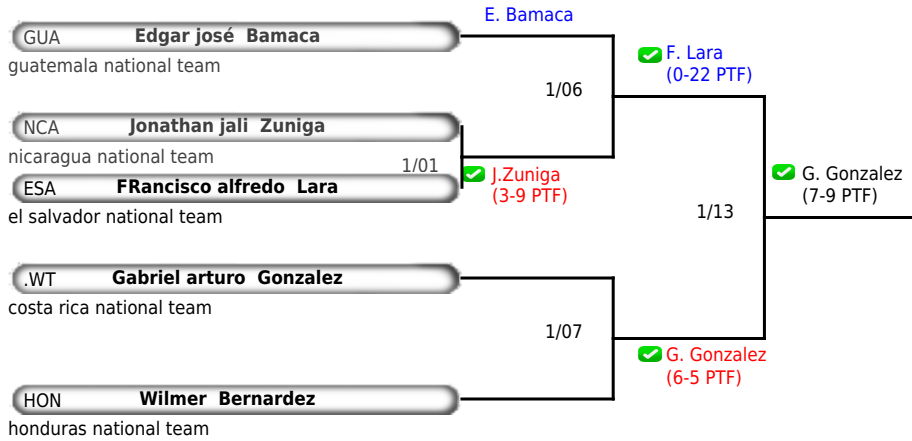 E. Bamaca
GUA Edgar josé Bamaca
guatemala national team
F. Lara
(0-22 PTF)
1/06
NCA Jonathan jali Zuniga
nicaragua national team
1/01
J.Zuniga
(3-9 PTF)
ESA FRancisco alfredo Lara
el salvador national team
G. Gonzalez
(7-9 PTF)
1/13
.WT Gabriel arturo Gonzalez
costa rica national team
1/07
G. Gonzalez
(6-5 PTF)
HON Wilmer Bernardez
honduras national team